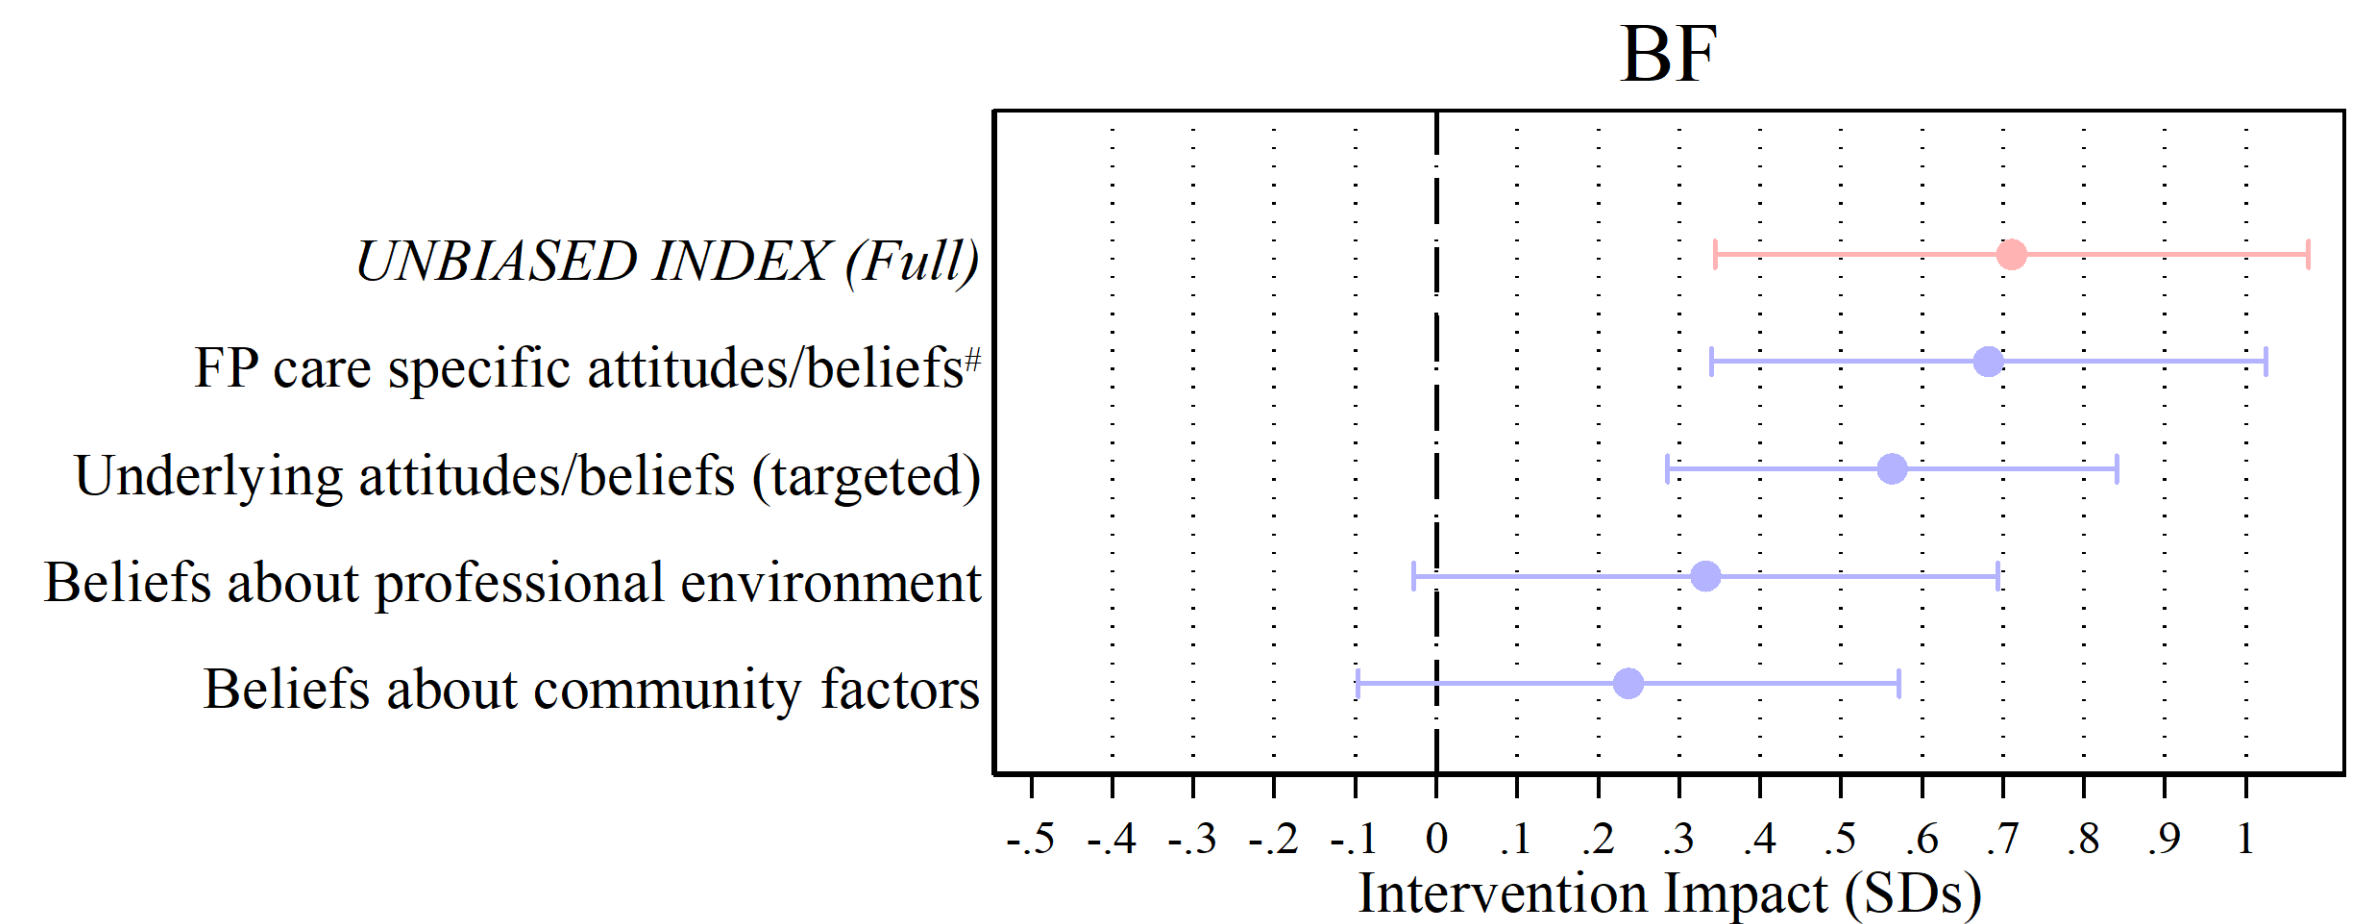 BF
UNBIASED INDEX (Full)
FP care specific attitudes/beliefs#
Underlying attitudes/beliefs (targeted)
Beliefs about professional environment
Beliefs about community factors
-.5 -.4 -.3 -.2 -.1 0 .1 .2 .3 .4 .5 .6 .7 .8 .9 1
Intervention Impact (SDs)